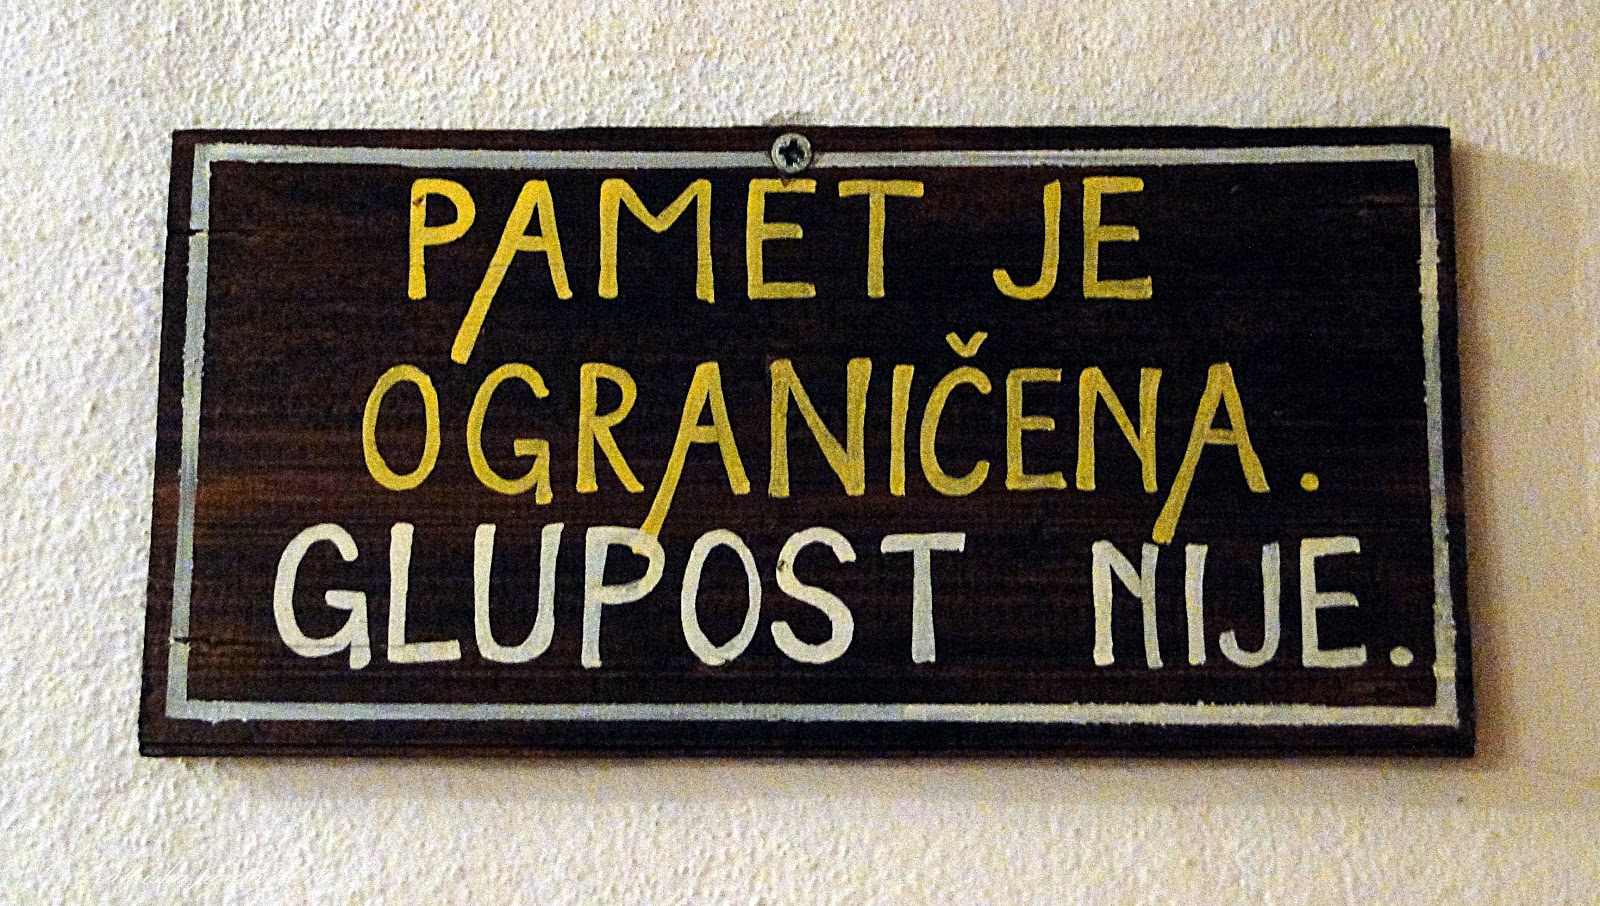 PAMET JE
OGRANIČENA.
GLUPOST NIJE.